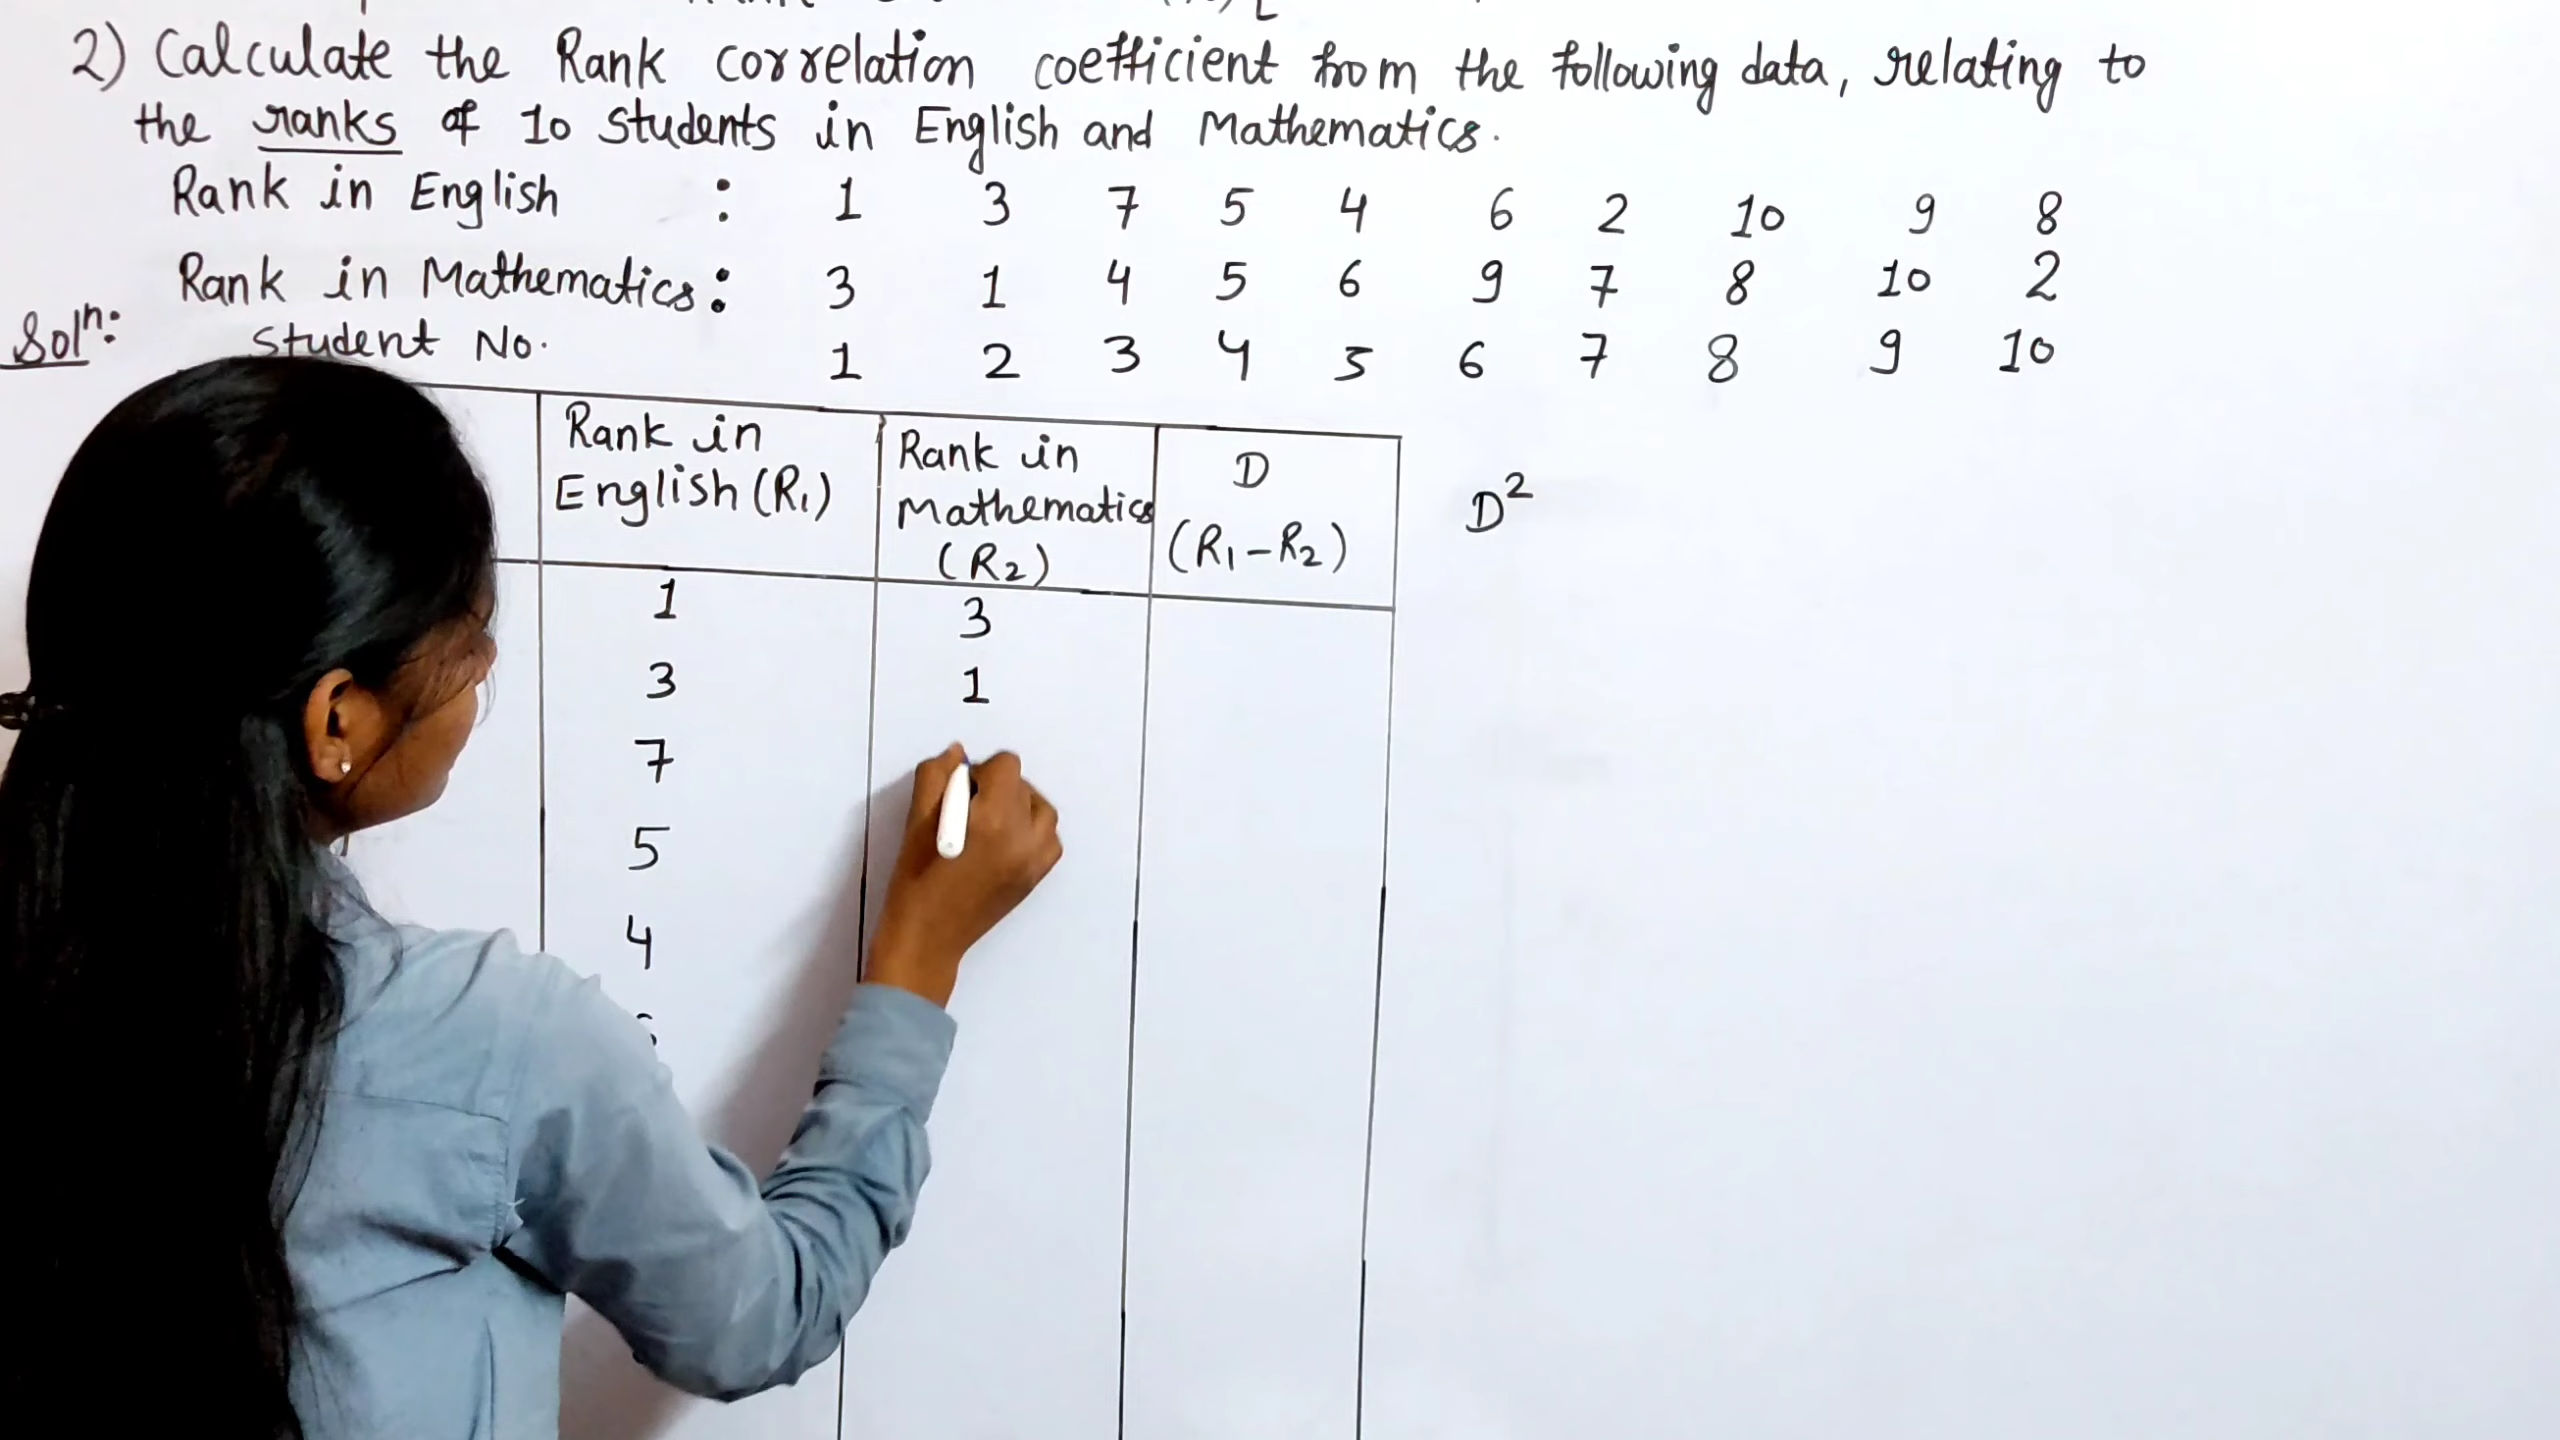 2) Calculate the Rank correlation coefficient from the following data, relating to
the ranks of 10 students in English and Mathematics.
Rank in English : 1 3 7 5 4 6 2 10 9 8
Rank in Mathematics: 3 1 4 5 6 9 7 8 10 2
Solⁿ: Student No. 1 2 3 4 5 6 7 8 9 10
Rank in English (R₁) Rank in Mathematics (R₂) D (R₁-R₂) D²
1 3
3 1
7
5
4